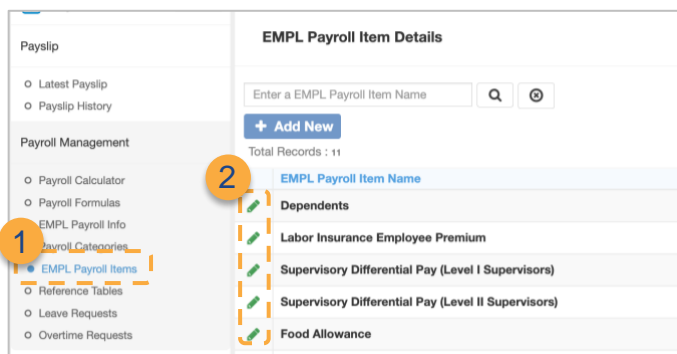 Payslip
Latest Payslip
Payslip History
Payroll Management
Payroll Calculator
Payroll Formulas
EMPL Payroll Info
Payroll Categories
EMPL Payroll Items
Reference Tables
Leave Requests
Overtime Requests
1
EMPL Payroll Item Details
Enter a EMPL Payroll Item Name
+ Add New
Total Records : 11
2
EMPL Payroll Item Name
Dependents
Labor Insurance Employee Premium
Supervisory Differential Pay (Level I Supervisors)
Supervisory Differential Pay (Level II Supervisors)
Food Allowance